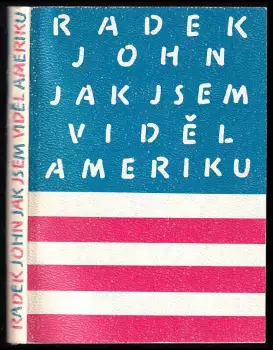 RADEK
JOHN
JAK JSEM
VIDĚL
AMERIKU
RADEK JOHN JAK JSEM VIDĚL AMERIKU